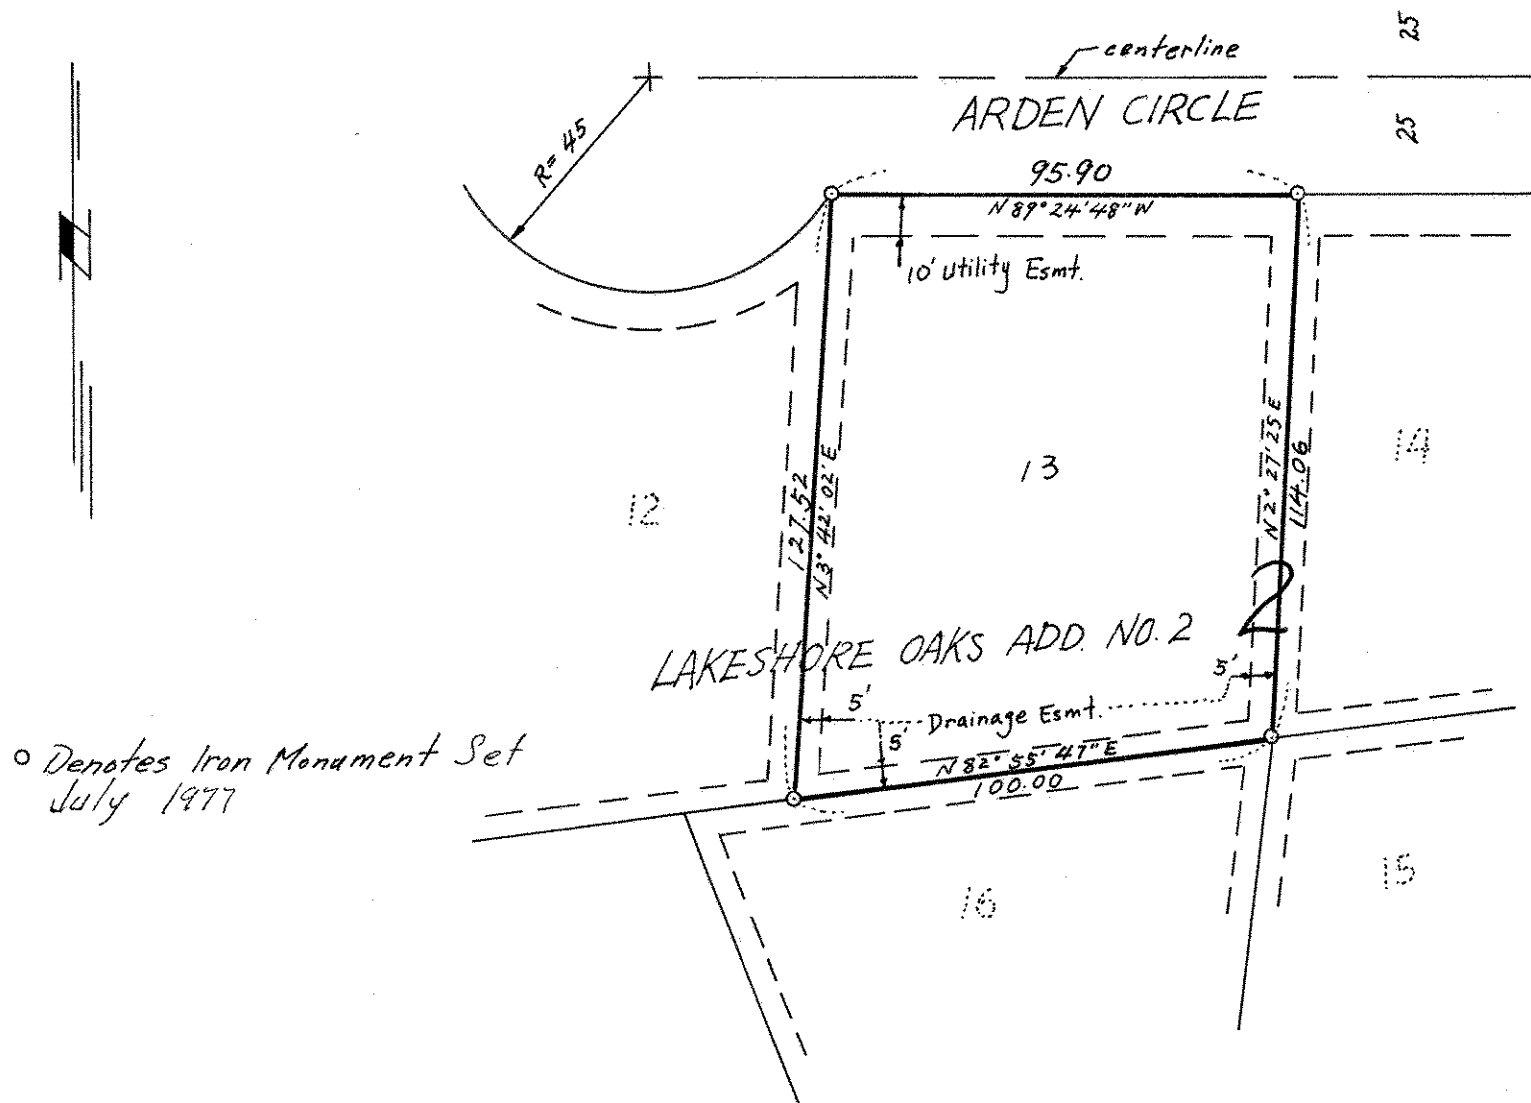 25
centerline
ARDEN CIRCLE
25
R= 45
95.90
N 89° 24' 48" W
10' Utility Esmt.
12
13
14
127.52
N 3° 42' 02' E
N 2° 27' 25 E
114.06
2
LAKESHORE OAKS ADD. NO. 2
5'
5'
Drainage Esmt.
5'
N 82° 55' 47" E
100.00
o Denotes Iron Monument Set
July 1977
16
15